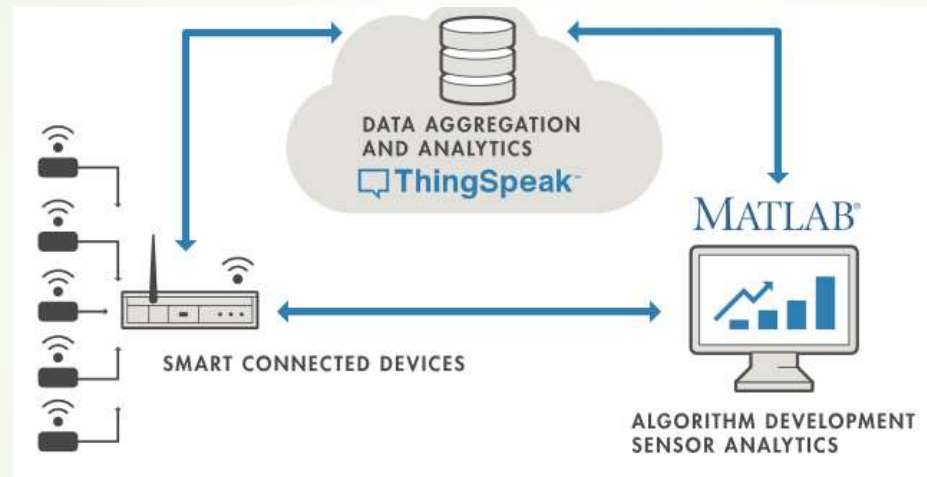 DATA AGGREGATION
AND ANALYTICS
ThingSpeak™
MATLAB®
SMART CONNECTED DEVICES
ALGORITHM DEVELOPMENT
SENSOR ANALYTICS